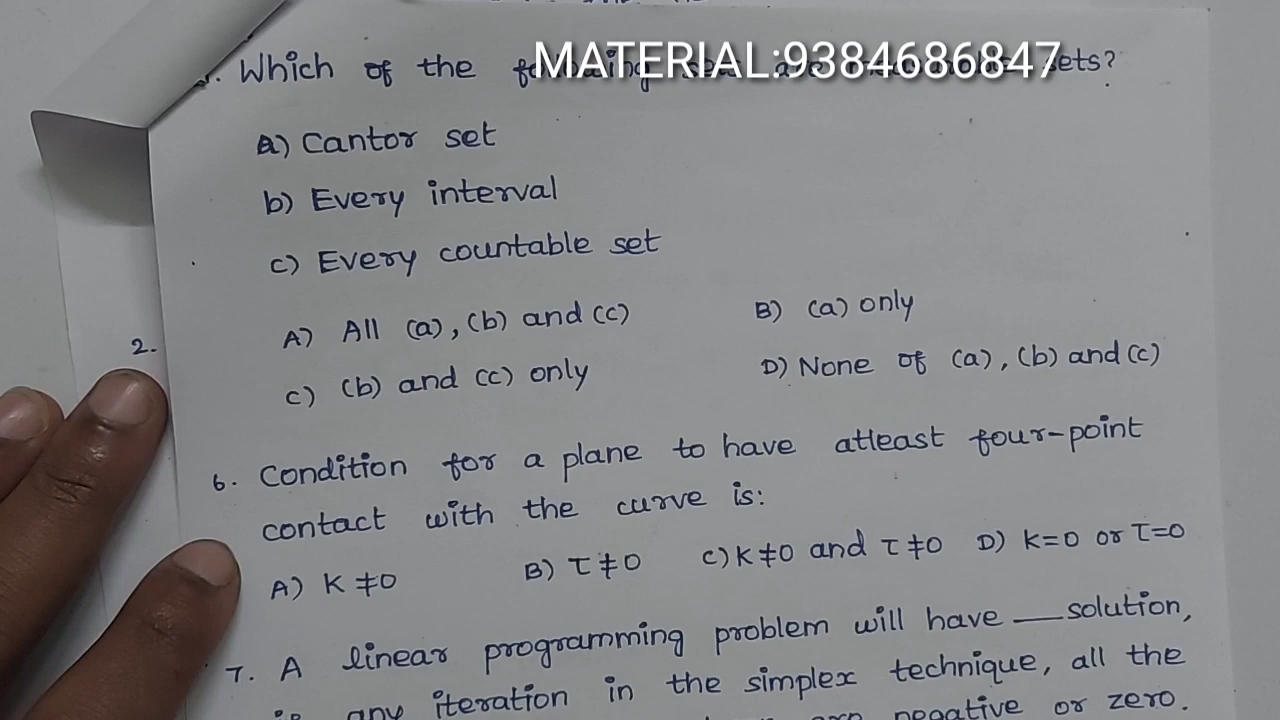 MATERIAL:9384686847
Which of the sets?
a) Cantor set
b) Every interval
c) Every countable set
A) All (a), (b) and (c) B) (a) only
2.
C) (b) and (c) only D) None of (a), (b) and (c)
6. Condition for a plane to have atleast four-point
contact with the curve is:
A) K ≠ 0 B) τ ≠ 0 C) K ≠ 0 and τ ≠ 0 D) K=0 or τ=0
7. A linear programming problem will have ___ solution,
any iteration in the simplex technique, all the
negative or zero.